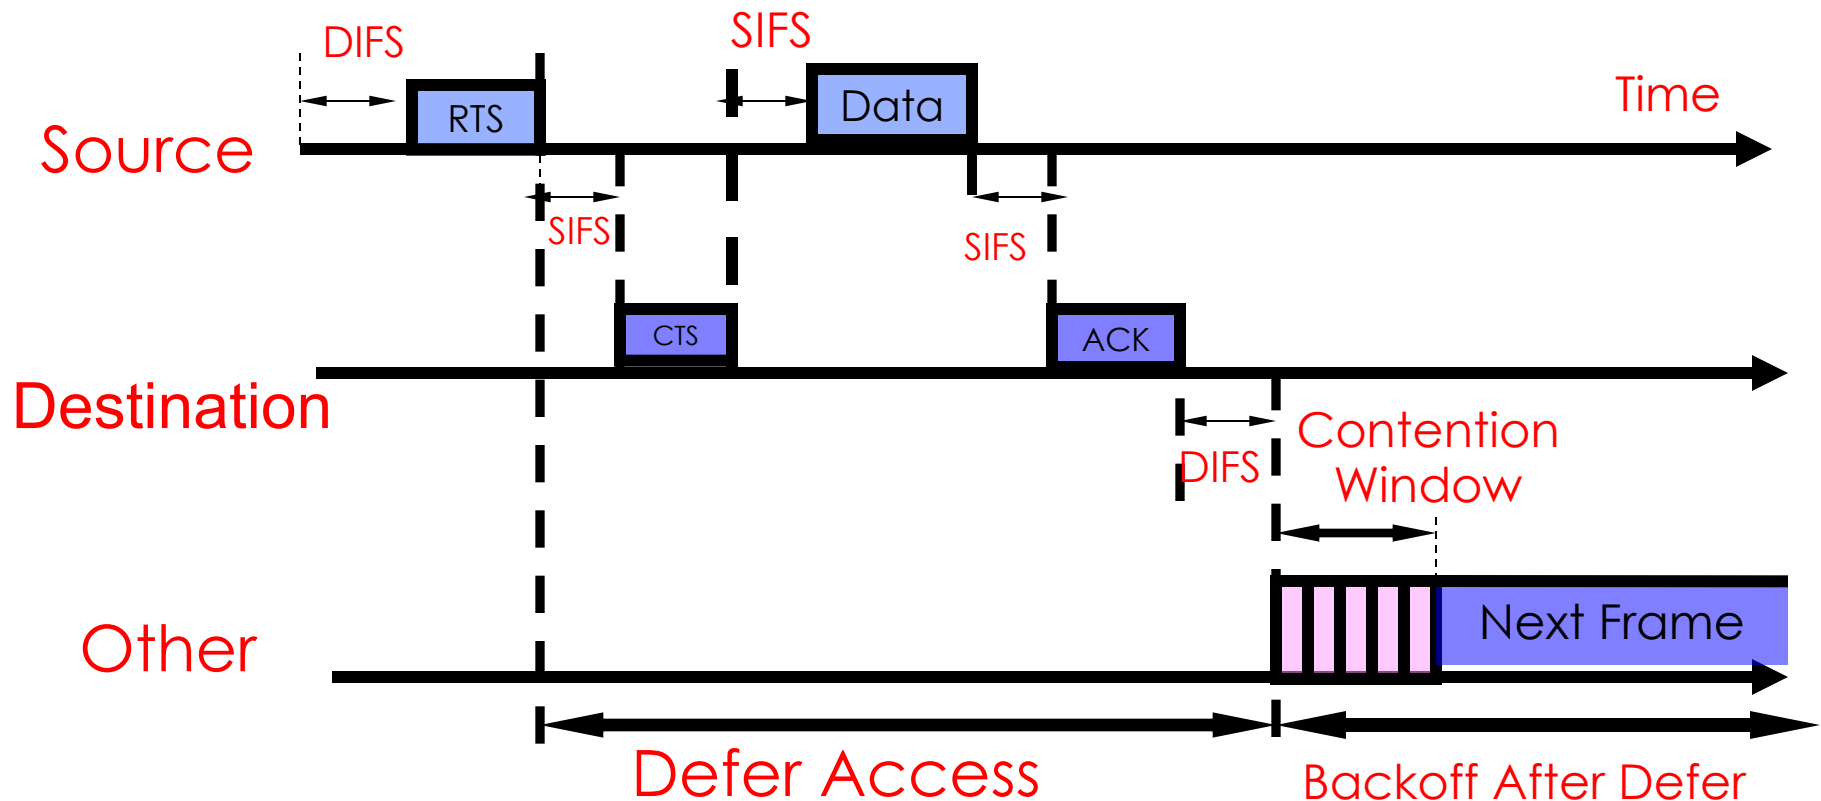 DIFS
SIFS
RTS
Data
Time
Source
SIFS
SIFS
CTS
ACK
Destination
DIFS
Contention
Window
Other
Next Frame
Defer Access
Backoff After Defer